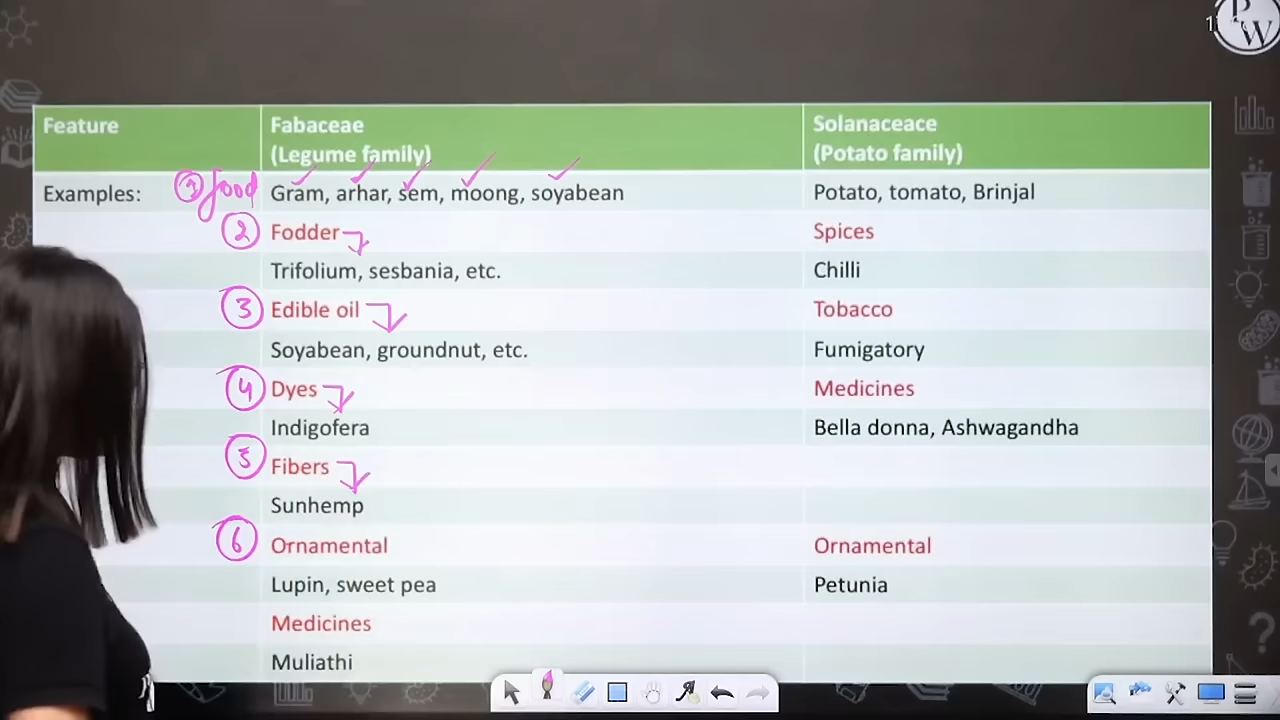 PW
Feature Fabaceae Solanaceace
(Legume family) (Potato family)
Examples: ① food Gram, arhar, sem, moong, soyabean Potato, tomato, Brinjal
② Fodder Spices
Trifolium, sesbania, etc. Chilli
③ Edible oil Tobacco
Soyabean, groundnut, etc. Fumigatory
④ Dyes Medicines
Indigofera Bella donna, Ashwagandha
⑤ Fibers
Sunhemp
⑥ Ornamental Ornamental
Lupin, sweet pea Petunia
Medicines
Muliathi